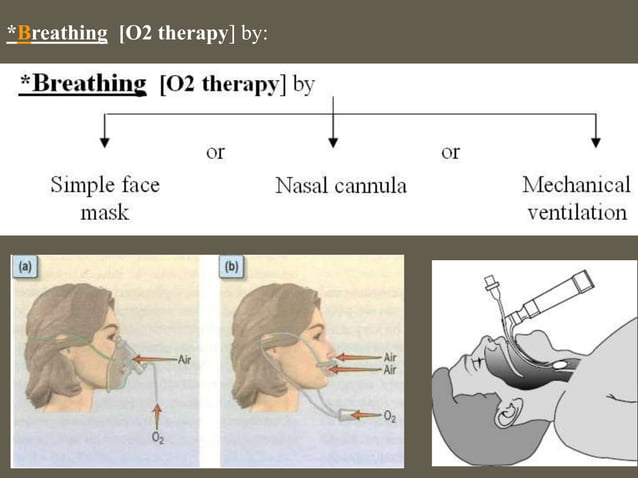 *Breathing [O2 therapy] by:
*Breathing [O2 therapy] by
or or
Simple face
mask
Nasal cannula
Mechanical
ventilation
(a)
Air
O2
(b)
Air
Air
O2